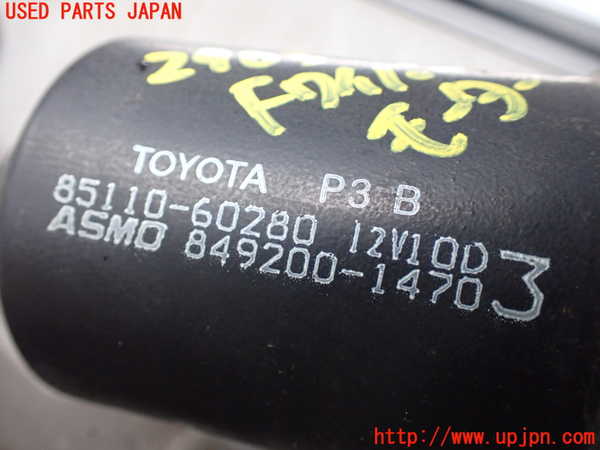 USED PARTS JAPAN
TOYOTA P3 B
85110-60280 12V10D
ASMO 849200-1470 3
http://www.upjpn.com/